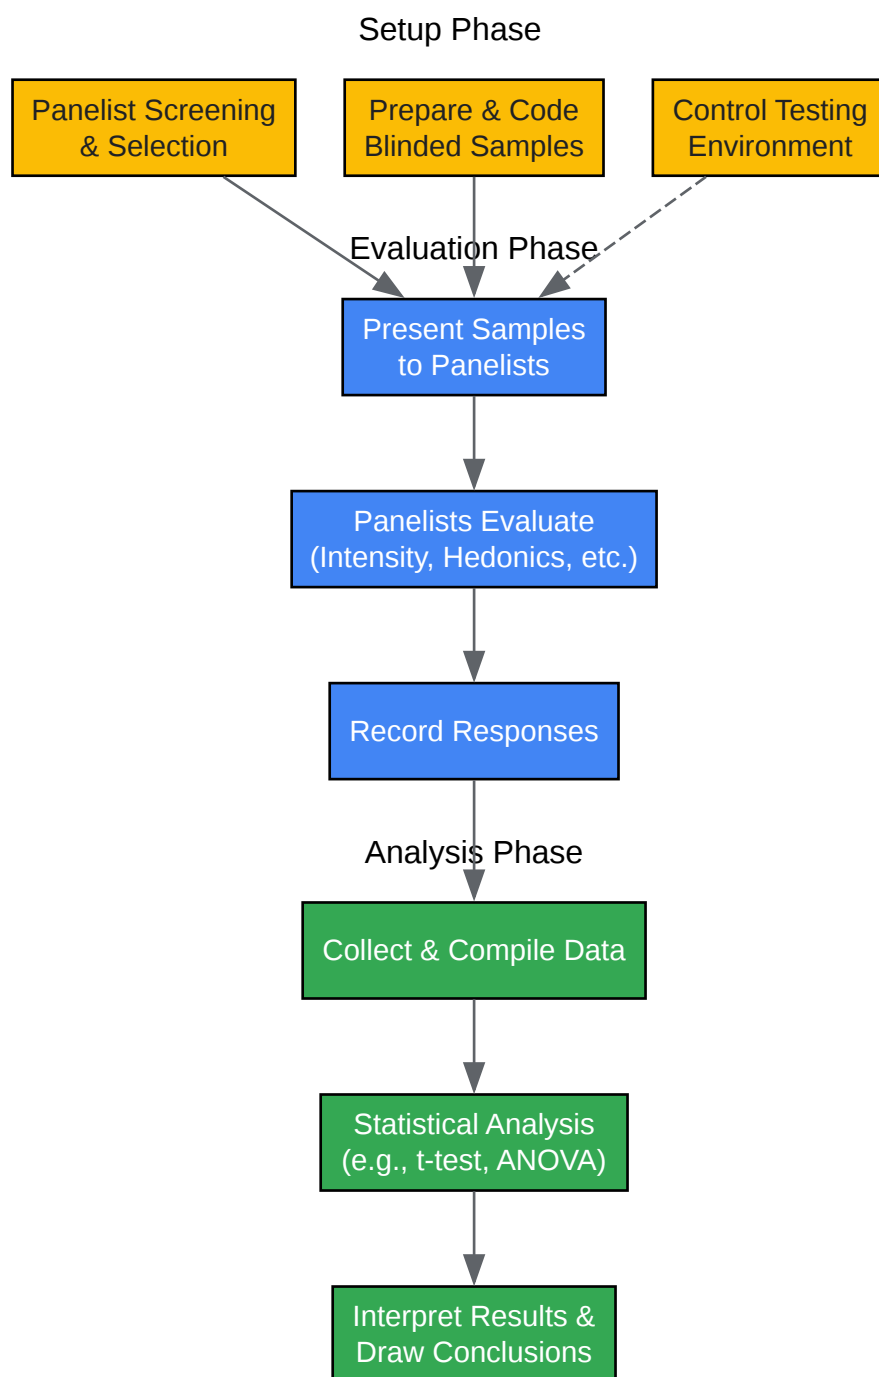 Setup Phase
Panelist Screening
& Selection
Prepare & Code
Blinded Samples
Control Testing
Environment
Evaluation Phase
Present Samples
to Panelists
Panelists Evaluate
(Intensity, Hedonics, etc.)
Record Responses
Analysis Phase
Collect & Compile Data
Statistical Analysis
(e.g., t-test, ANOVA)
Interpret Results &
Draw Conclusions